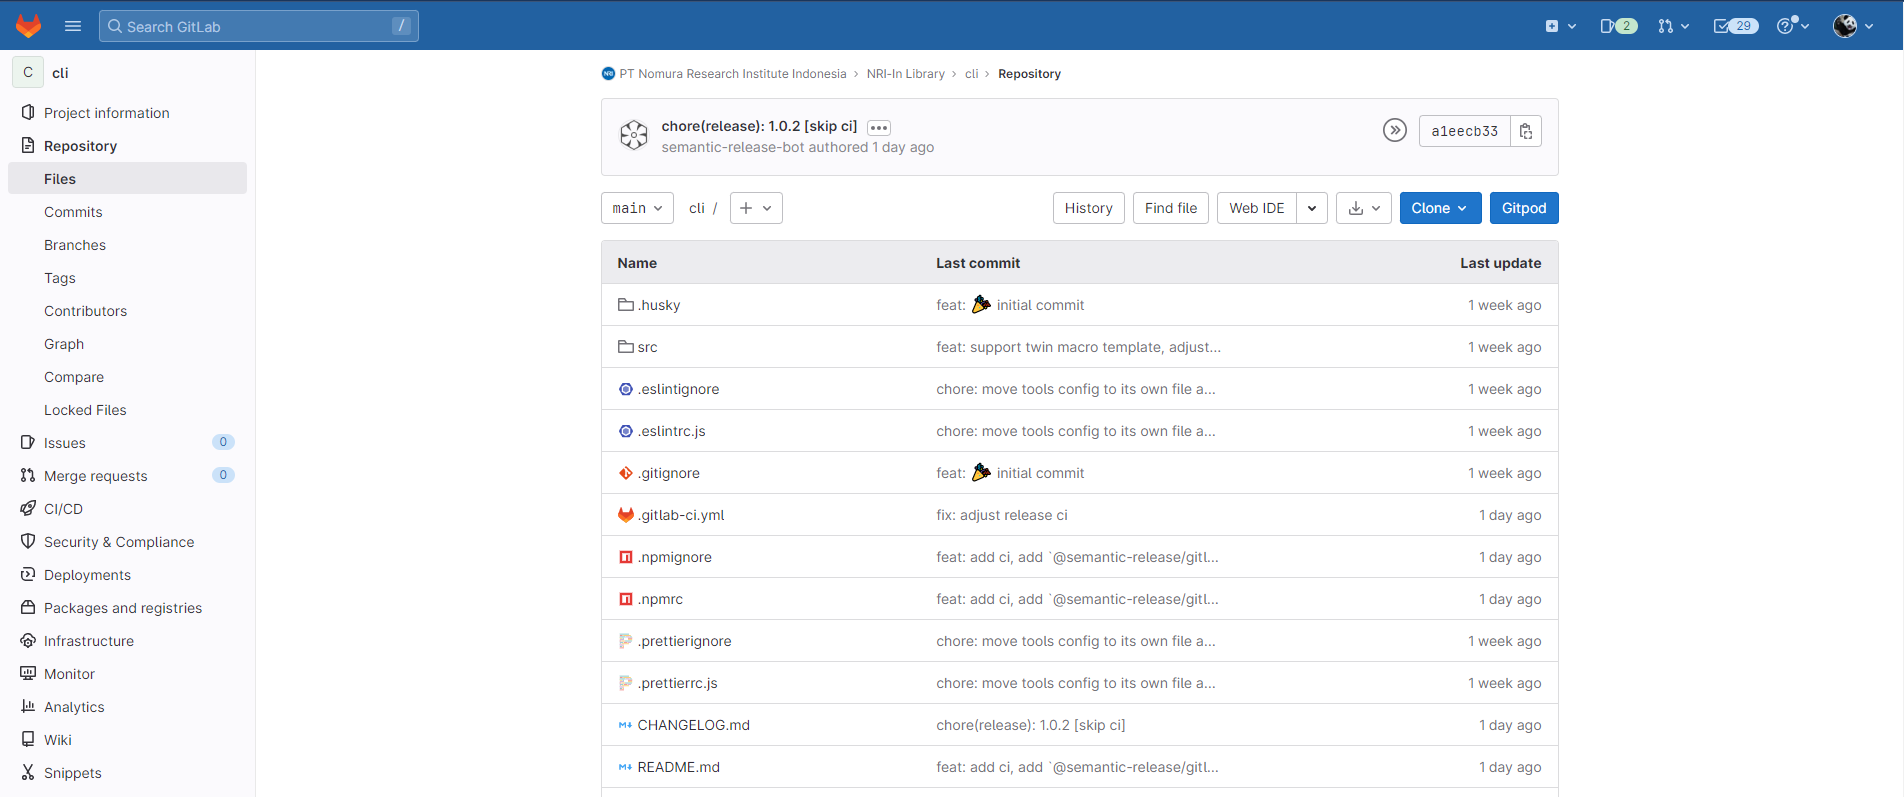 Search GitLab /
2
29
C cli
Project information
Repository
Files
Commits
Branches
Tags
Contributors
Graph
Compare
Locked Files
Issues 0
Merge requests 0
CI/CD
Security & Compliance
Deployments
Packages and registries
Infrastructure
Monitor
Analytics
Wiki
Snippets
NRI PT Nomura Research Institute Indonesia › NRI-In Library › cli › Repository
chore(release): 1.0.2 [skip ci]
semantic-release-bot authored 1 day ago
a1eecb33
main cli / + History Find file Web IDE Clone Gitpod
Name Last commit Last update
.husky feat: initial commit 1 week ago
src feat: support twin macro template, adjust... 1 week ago
.eslintignore chore: move tools config to its own file a... 1 week ago
.eslintrc.js chore: move tools config to its own file a... 1 week ago
.gitignore feat: initial commit 1 week ago
.gitlab-ci.yml fix: adjust release ci 1 day ago
.npmignore feat: add ci, add `@semantic-release/gitl... 1 day ago
.npmrc feat: add ci, add `@semantic-release/gitl... 1 day ago
.prettierignore chore: move tools config to its own file a... 1 week ago
.prettierrc.js chore: move tools config to its own file a... 1 week ago
CHANGELOG.md chore(release): 1.0.2 [skip ci] 1 day ago
README.md feat: add ci, add `@semantic-release/gitl... 1 day ago